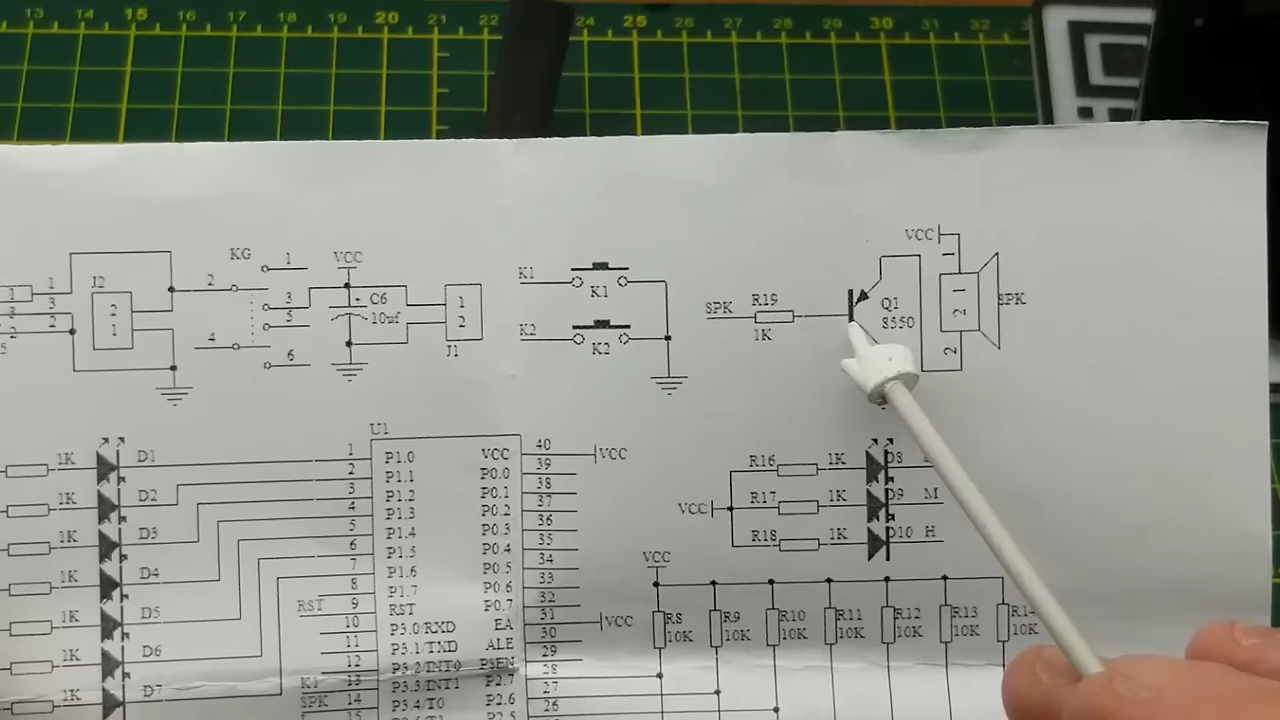 13 14 15 16 17 18 19 20 21 22 24 25 26 27 28 29 30 31 32
J2
2
1
1
3
2
1
3
2
KG
1
2
3
5
4
6
VCC
C6
10uf
1
2
J1
K1
K1
K2
K2
SPK
R19
1K
Q1
8550
VCC
1
2 1
2
SPK
R16 1K D8
R17 1K D9 M
R18 1K D10 H
VCC
1K D1
1K D2
1K D3
1K D4
1K D5
1K D6
1K D7
U1
1 P1.0
2 P1.1
3 P1.2
4 P1.3
5 P1.4
6 P1.5
7 P1.6
8 P1.7
RST 9 RST
10 P3.0/RXD
11 P3.1/TXD
12 P3.2/INT0
K1 13 P3.3/INT1
SPK 14 P3.4/T0
15
VCC 40 VCC
P0.0 39
P0.1 38
P0.2 37
P0.3 36
P0.4 35
P0.5 34
P0.6 33
P0.7 32
EA 31 VCC
ALE 30
PSEN 29
P2.7 28
P2.6 27
P2.5 26
VCC
R8 10K
R9 10K
R10 10K
R11 10K
R12 10K
R13 10K
R14 10K